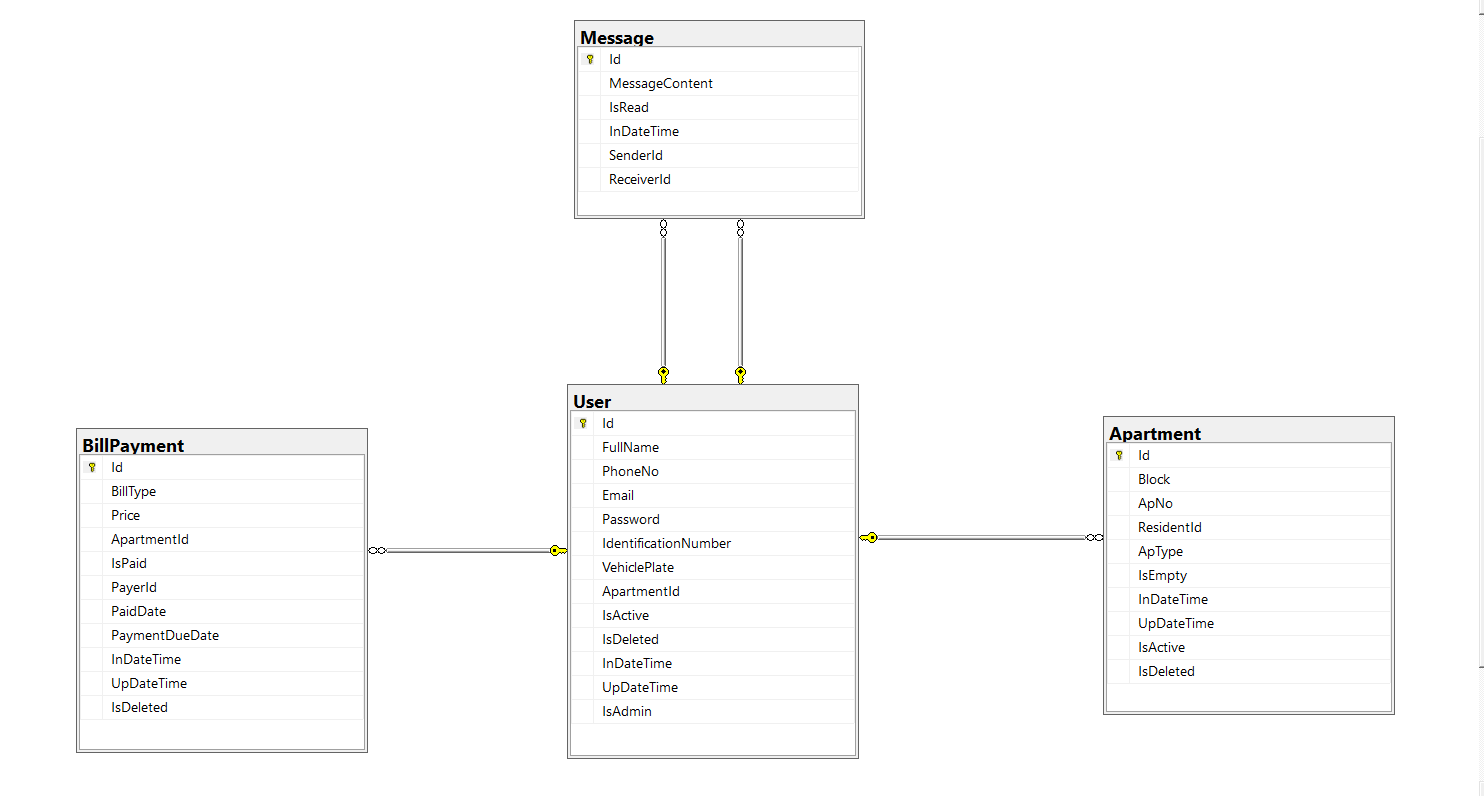 Message
Id
MessageContent
IsRead
InDateTime
SenderId
ReceiverId
BillPayment
Id
BillType
Price
ApartmentId
IsPaid
PayerId
PaidDate
PaymentDueDate
InDateTime
UpDateTime
IsDeleted
User
Id
FullName
PhoneNo
Email
Password
IdentificationNumber
VehiclePlate
ApartmentId
IsActive
IsDeleted
InDateTime
UpDateTime
IsAdmin
Apartment
Id
Block
ApNo
ResidentId
ApType
IsEmpty
InDateTime
UpDateTime
IsActive
IsDeleted